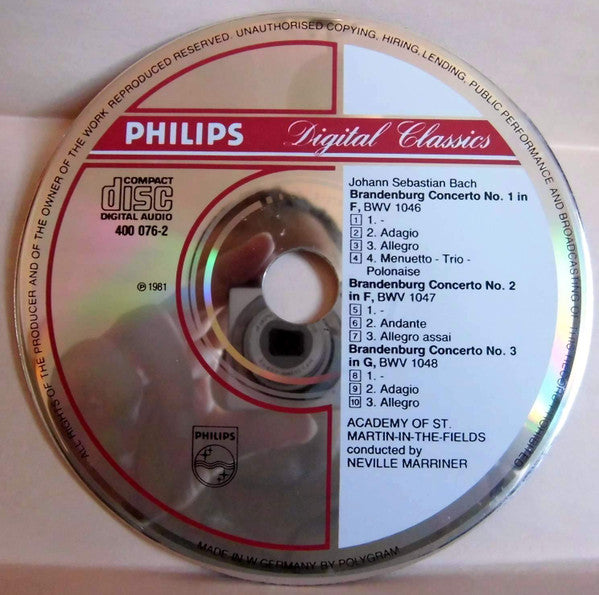 ALL RIGHTS OF THE PRODUCER AND OF THE OWNER OF THE WORK REPRODUCED RESERVED. UNAUTHORISED COPYING, HIRING, LENDING, PUBLIC PERFORMANCE AND BROADCASTING OF THIS RECORD PROHIBITED
PHILIPS Digital Classics
COMPACT
disc
DIGITAL AUDIO
400 076-2
℗ 1981
Johann Sebastian Bach
Brandenburg Concerto No. 1 in
F, BWV 1046
1 1. -
2 2. Adagio
3 3. Allegro
4 4. Menuetto - Trio -
Polonaise
Brandenburg Concerto No. 2
in F, BWV 1047
5 1. -
6 2. Andante
7 3. Allegro assai
Brandenburg Concerto No. 3
in G, BWV 1048
8 1. -
9 2. Adagio
10 3. Allegro
ACADEMY OF ST.
MARTIN-IN-THE-FIELDS
conducted by
NEVILLE MARRINER
PHILIPS
MADE IN W. GERMANY BY POLYGRAM